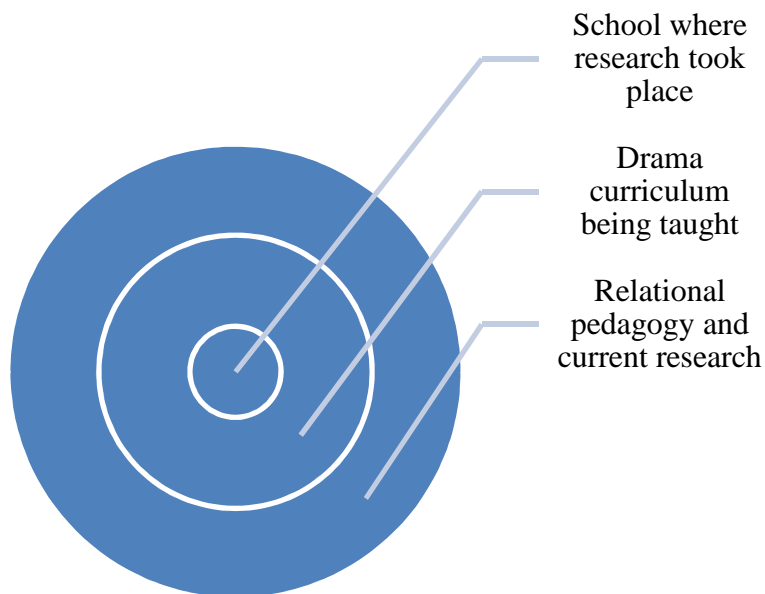 School where
research took
place
Drama
curriculum
being taught
Relational
pedagogy and
current research